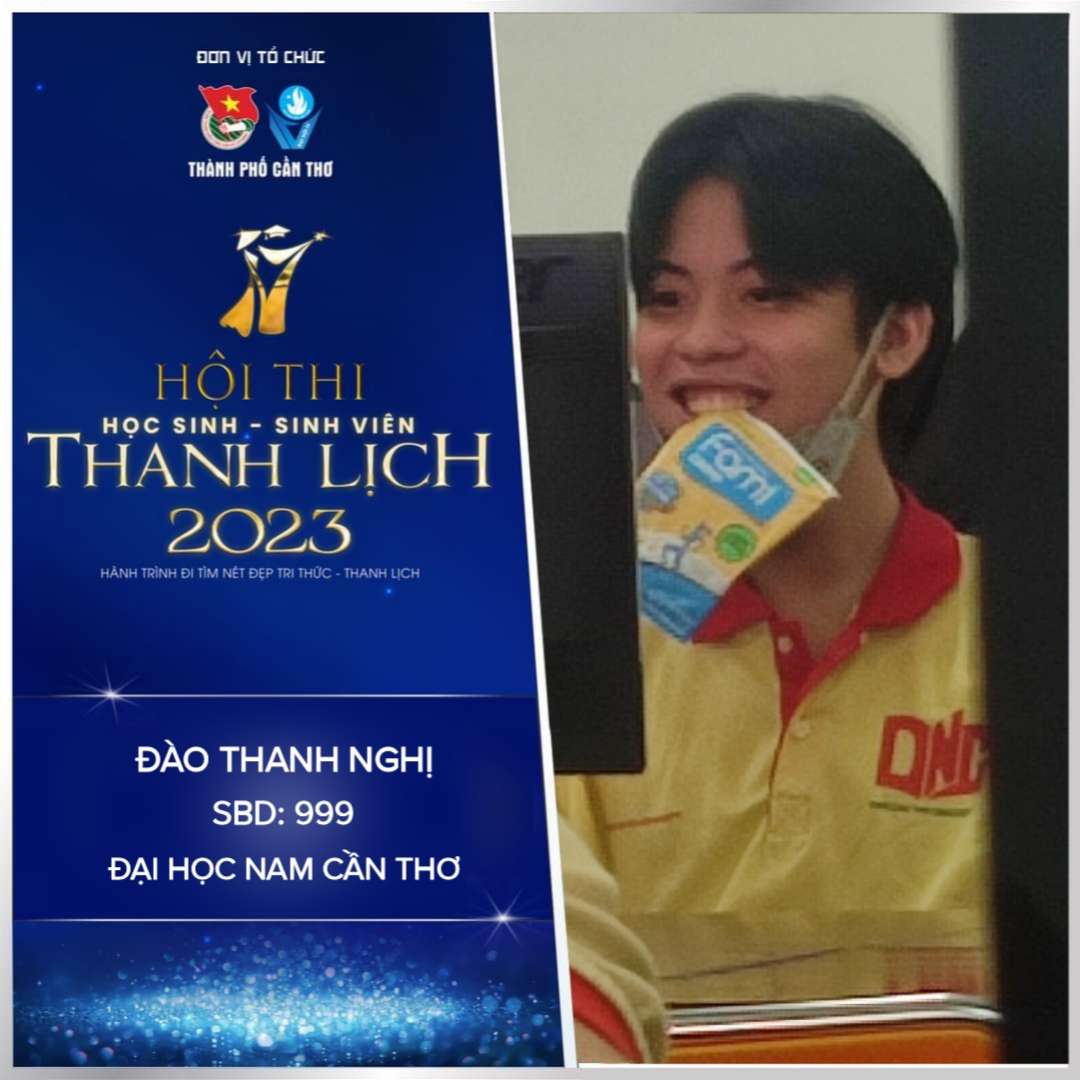 ĐƠN VỊ TỔ CHỨC
THÀNH PHỐ CẦN THƠ
HỘI THI
HỌC SINH - SINH VIÊN
THANH LỊCH
2023
HÀNH TRÌNH ĐI TÌM NÉT ĐẸP TRI THỨC - THANH LỊCH
ĐÀO THANH NGHỊ
SBD: 999
ĐẠI HỌC NAM CẦN THƠ
Fami
DNC